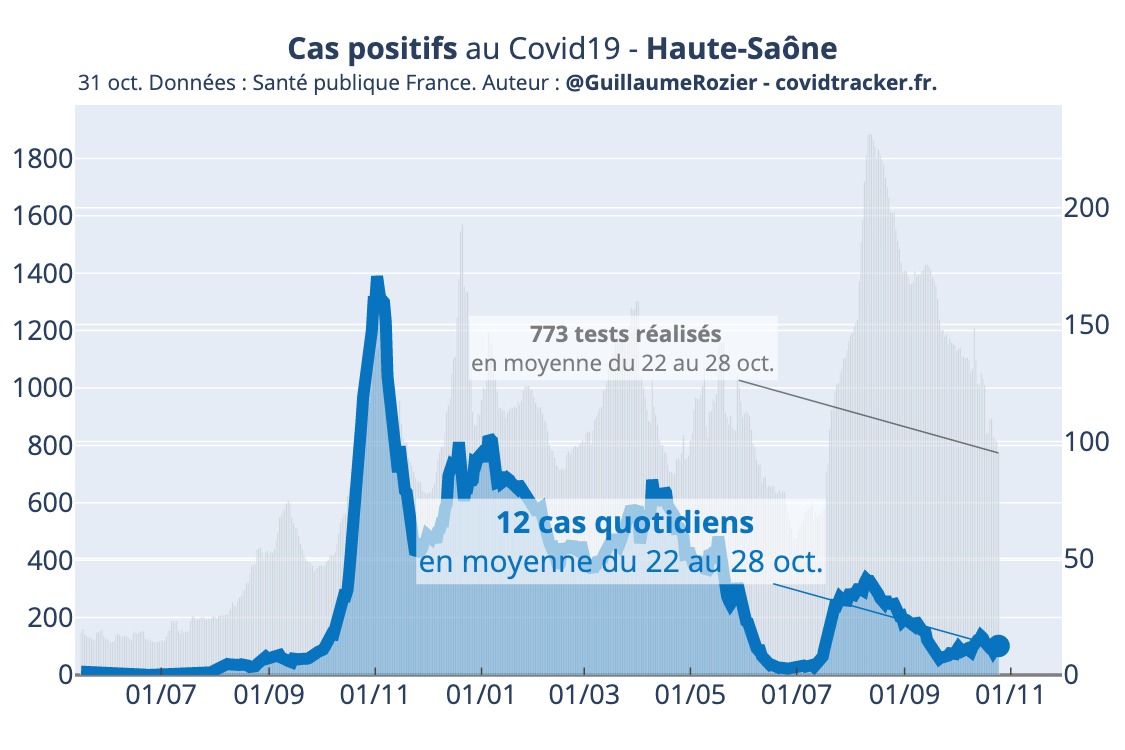 Cas positifs au Covid19 - Haute-Saône
31 oct. Données : Santé publique France. Auteur : @GuillaumeRozier - covidtracker.fr.
1800
1600
1400
1200
1000
800
600
400
200
0
200
150
100
50
0
773 tests réalisés
en moyenne du 22 au 28 oct.
12 cas quotidiens
en moyenne du 22 au 28 oct.
01/07 01/09 01/11 01/01 01/03 01/05 01/07 01/09 01/11